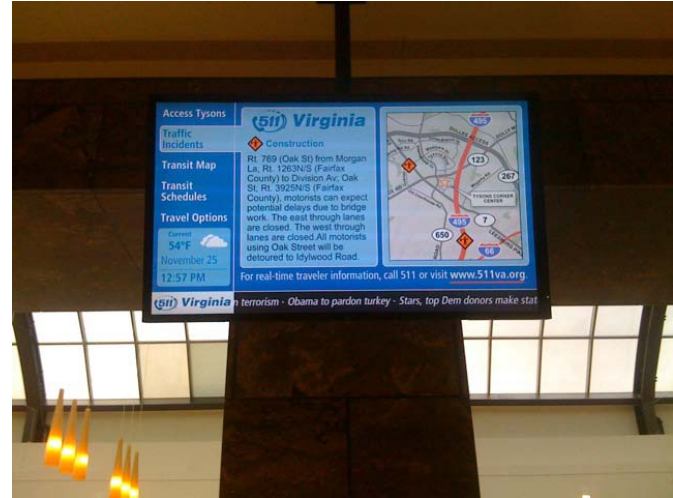 Access Tysons
Traffic
Incidents
Transit Map
Transit
Schedules
Travel Options
Current
54°F
November 25
12:57 PM
511 Virginia
Construction
Rt. 769 (Oak St) from Morgan
La, Rt. 1263N/S (Fairfax
County) to Division Av; Oak
St, Rt. 3925N/S (Fairfax
County), motorists can expect
potential delays due to bridge
work. The east through lanes
are closed. The west through
lanes are closed.All motorists
using Oak Street will be
detoured to Idylwood Road.
495
DULLES ACCESS
123
267
TYSONS CORNER
CENTER
495
7
650
66
For real-time traveler information, call 511 or visit www.511va.org.
511 Virginia
n terrorism - Obama to pardon turkey - Stars, top Dem donors make stat